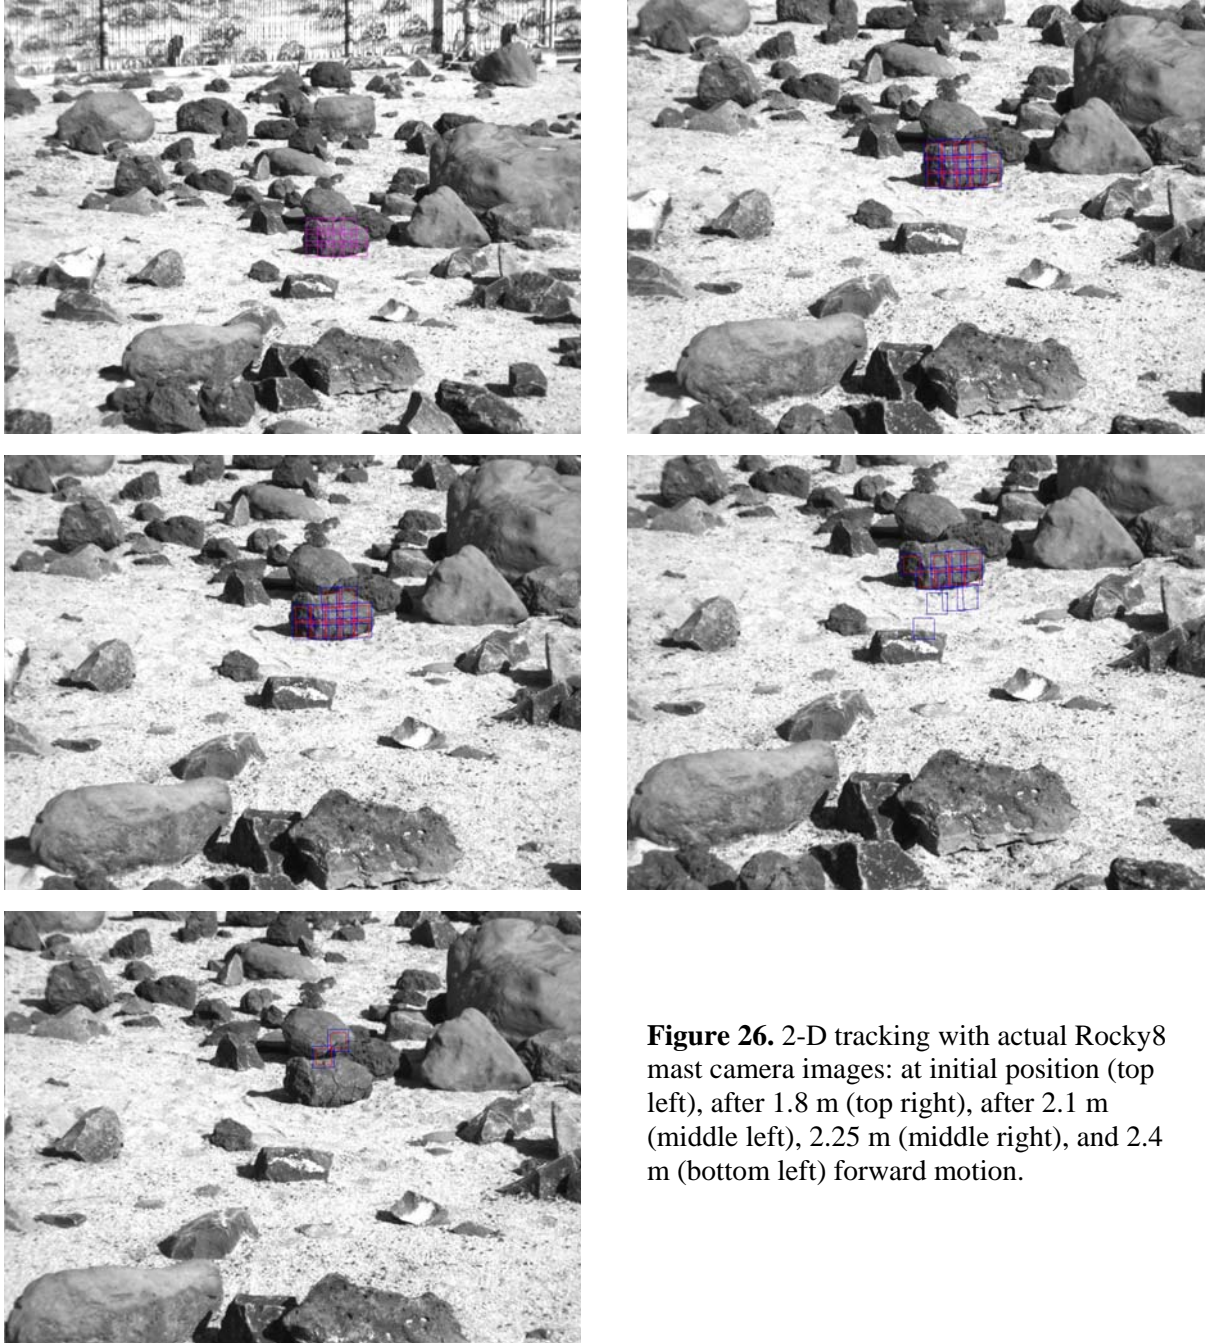 Figure 26. 2-D tracking with actual Rocky8
mast camera images: at initial position (top
left), after 1.8 m (top right), after 2.1 m
(middle left), 2.25 m (middle right), and 2.4
m (bottom left) forward motion.